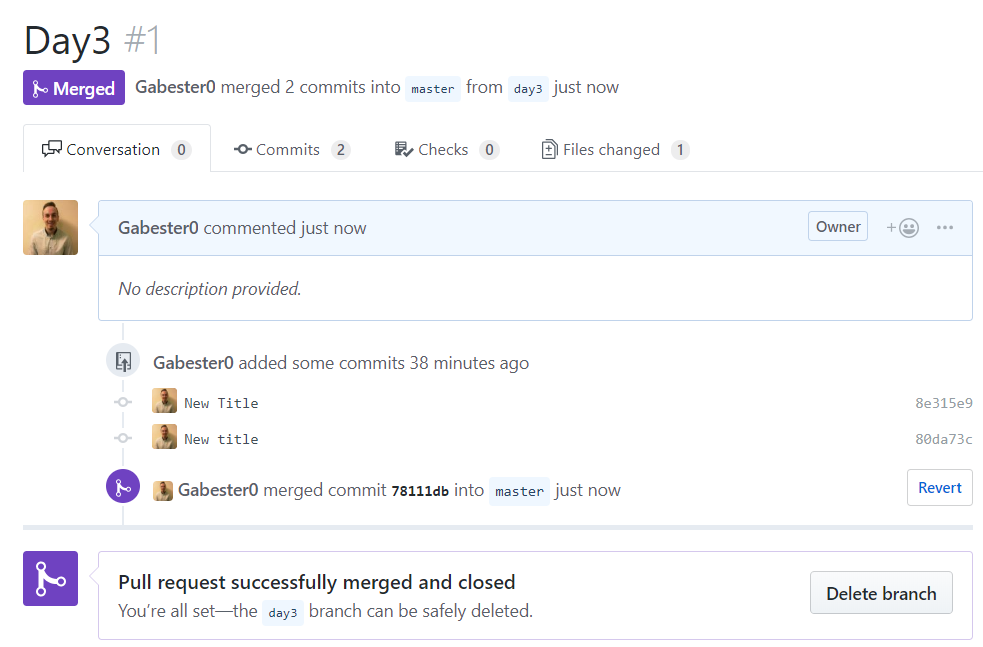 Day3 #1
Merged Gabester0 merged 2 commits into master from day3 just now
Conversation 0 Commits 2 Checks 0 Files changed 1
Gabester0 commented just now Owner
No description provided.
Gabester0 added some commits 38 minutes ago
New Title 8e315e9
New title 80da73c
Gabester0 merged commit 78111db into master just now Revert
Pull request successfully merged and closed
You’re all set—the day3 branch can be safely deleted.
Delete branch